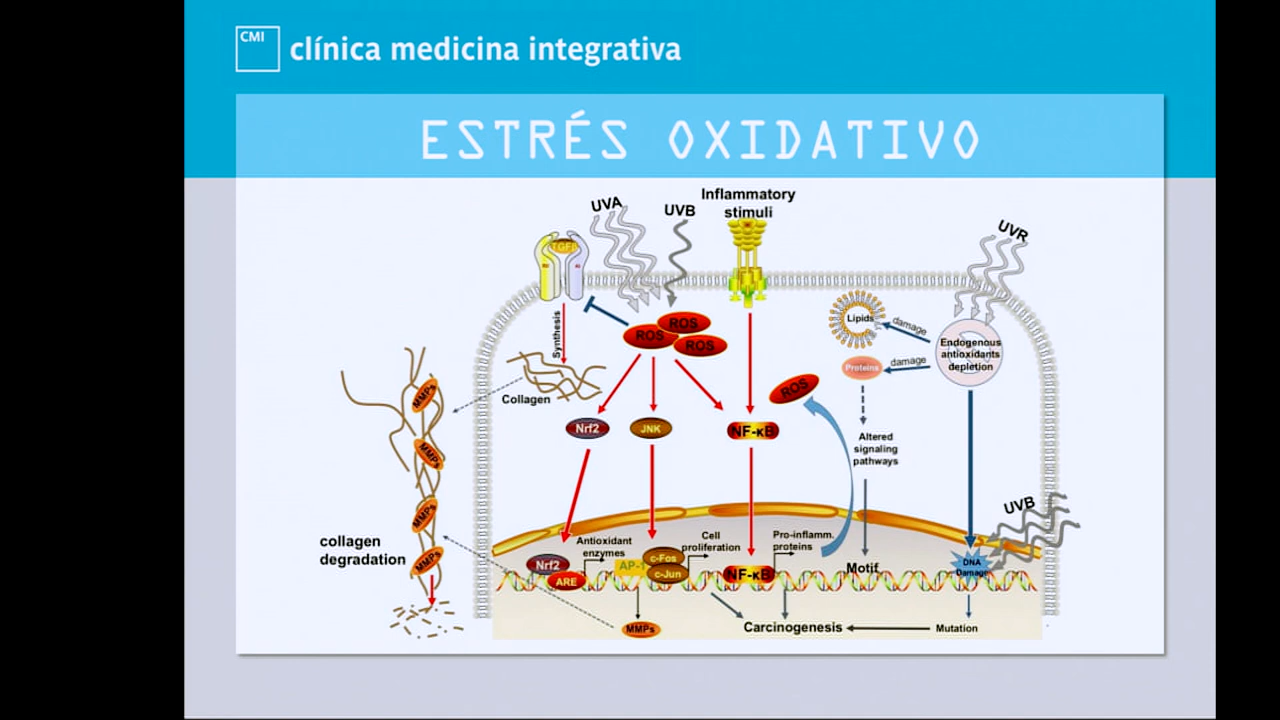 CMI
clínica medicina integrativa
ESTRÉS OXIDATIVO
Inflammatory
stimuli
UVA
UVB
UVR
TGFβ
ROS
ROS
ROS
Synthesis
Lipids
damage
Endogenous
antioxidants
depletion
Proteins
damage
ROS
MMPs
Collagen
Nrf2
JNK
NF-κB
Altered
signaling
pathways
MMPs
MMPs
UVB
collagen
degradation
MMPs
Antioxidant
enzymes
Cell
proliferation
Pro-inflamm.
proteins
Nrf2
ARE
AP-1
c-Fos
c-Jun
NF-κB
Motif
DNA
Damage
MMPs
Carcinogenesis
Mutation